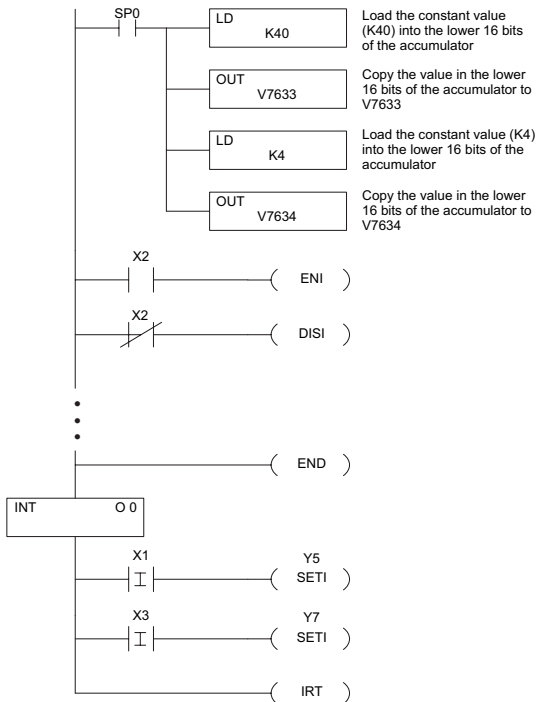 SP0
LD
K40
Load the constant value
(K40) into the lower 16 bits
of the accumulator
OUT
V7633
Copy the value in the lower
16 bits of the accumulator to
V7633
LD
K4
Load the constant value (K4)
into the lower 16 bits of the
accumulator
OUT
V7634
Copy the value in the lower
16 bits of the accumulator to
V7634
X2
( ENI )
X2
( DISI )
( END )
INT O 0
X1 Y5
( SETI )
X3 Y7
( SETI )
( IRT )